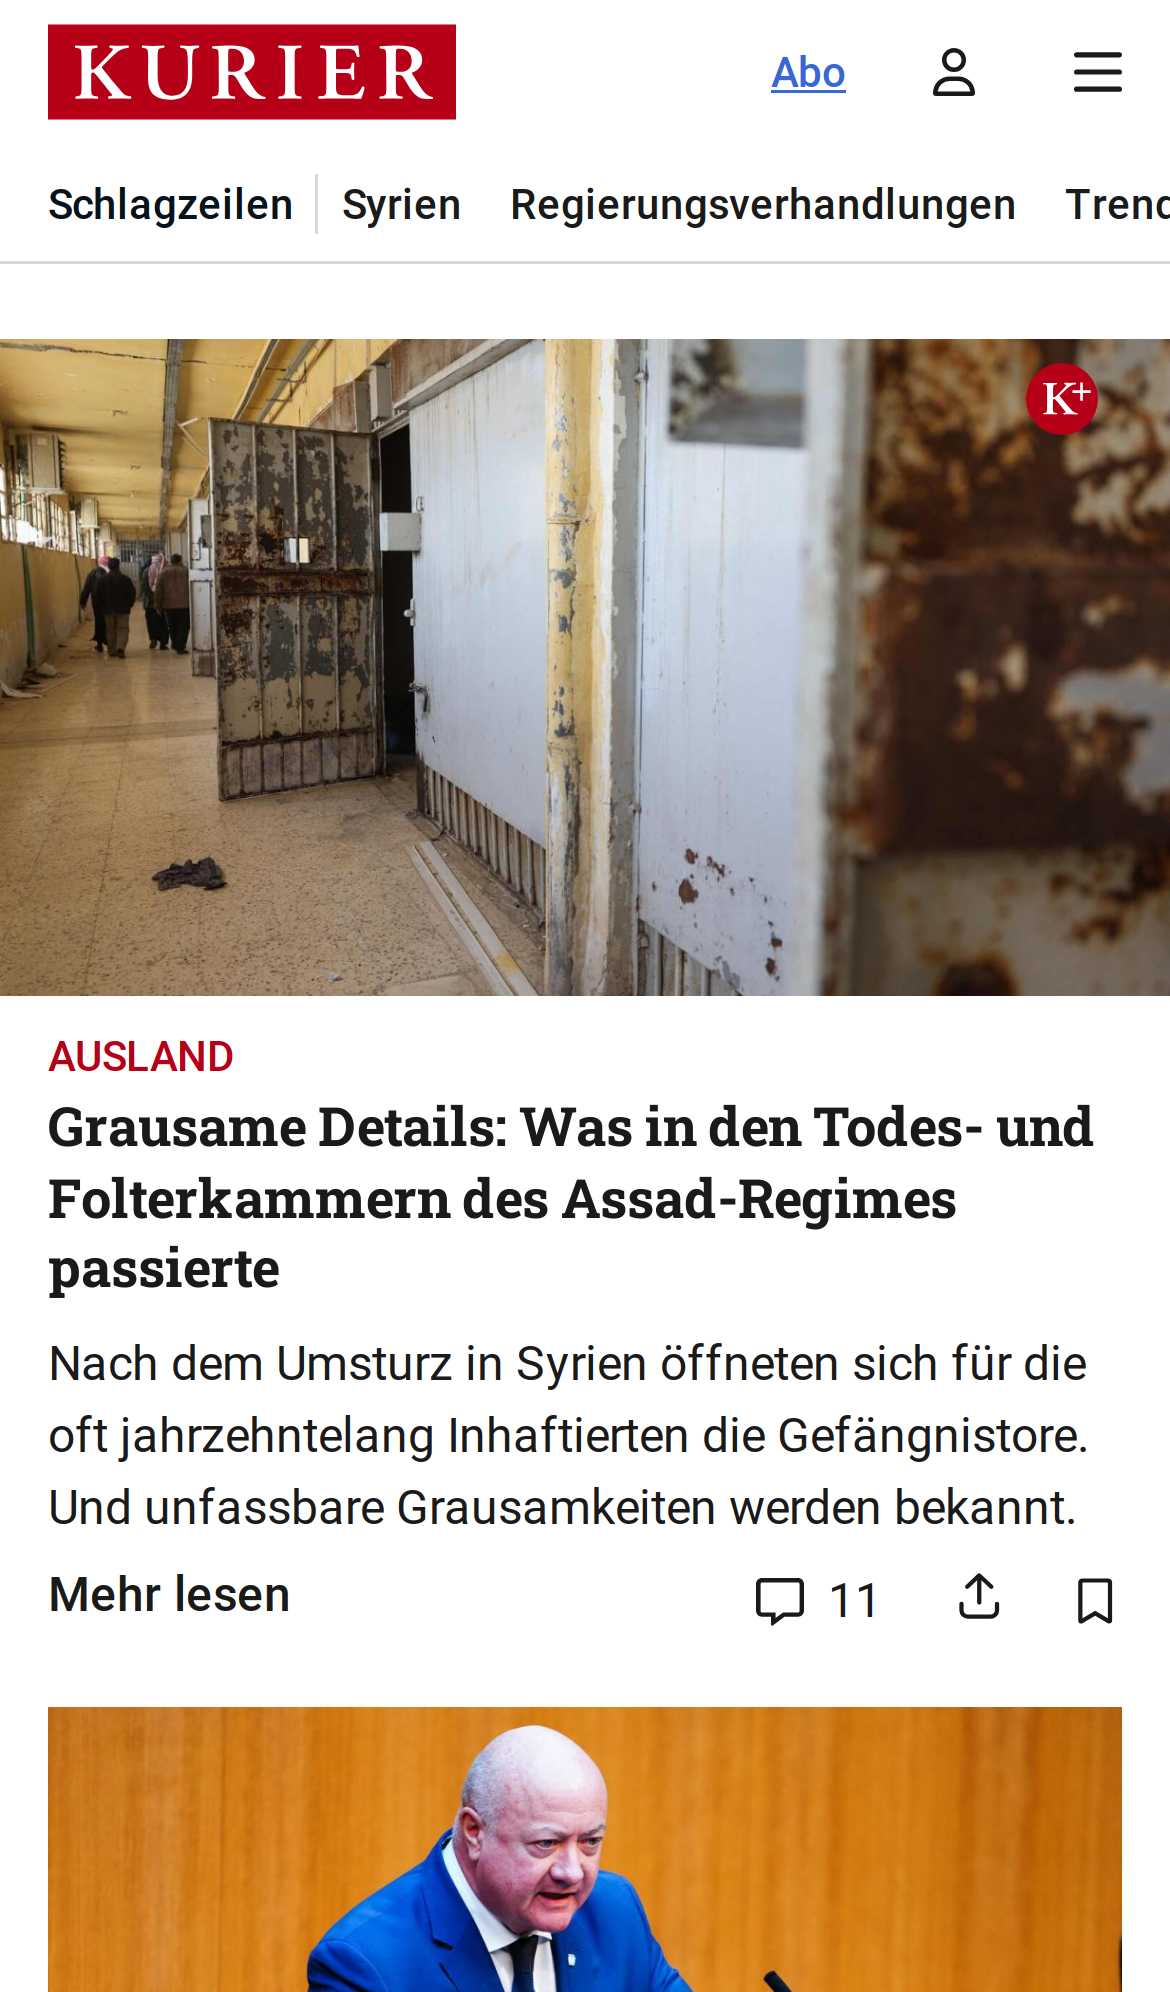 KURIER
Abo
Schlagzeilen Syrien Regierungsverhandlungen Trend
K+
AUSLAND
Grausame Details: Was in den Todes- und
Folterkammern des Assad-Regimes
passierte
Nach dem Umsturz in Syrien öffneten sich für die
oft jahrzehntelang Inhaftierten die Gefängnistore.
Und unfassbare Grausamkeiten werden bekannt.
Mehr lesen 11